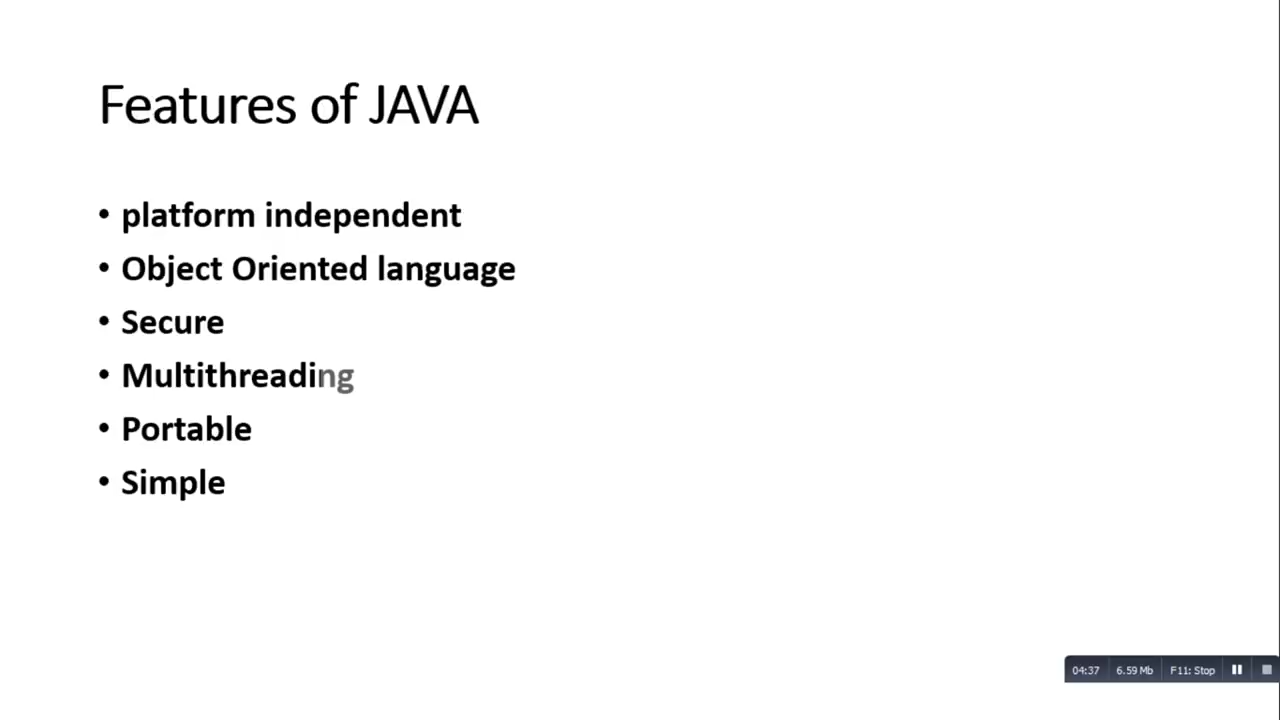 Features of JAVA
• platform independent
• Object Oriented language
• Secure
• Multithreading
• Portable
• Simple
04:37 6.59 Mb F11: Stop